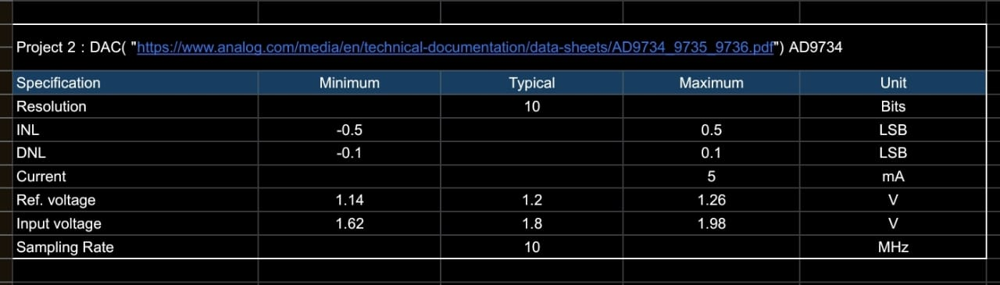 Project 2 : DAC( "https://www.analog.com/media/en/technical-documentation/data-sheets/AD9734_9735_9736.pdf") AD9734
Specification Minimum Typical Maximum Unit
Resolution 10 Bits
INL -0.5 0.5 LSB
DNL -0.1 0.1 LSB
Current 5 mA
Ref. voltage 1.14 1.2 1.26 V
Input voltage 1.62 1.8 1.98 V
Sampling Rate 10 MHz